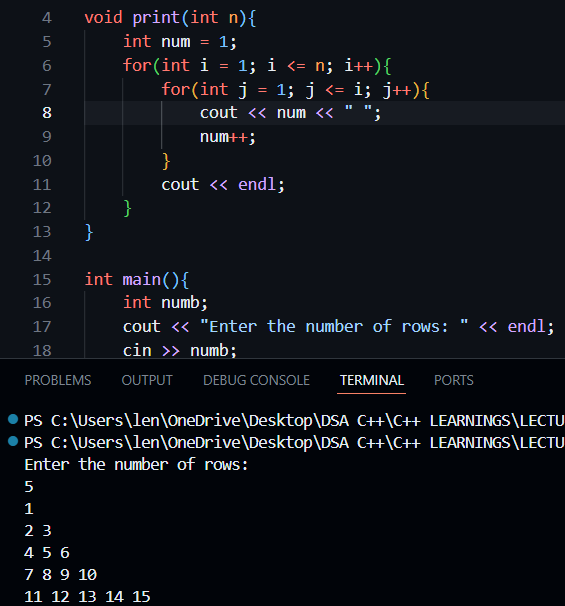 4 void print(int n){
5 int num = 1;
6 for(int i = 1; i <= n; i++){
7 for(int j = 1; j <= i; j++){
8 cout << num << " ";
9 num++;
10 }
11 cout << endl;
12 }
13 }
14
15 int main(){
16 int numb;
17 cout << "Enter the number of rows: " << endl;
18 cin >> numb;
PROBLEMS OUTPUT DEBUG CONSOLE TERMINAL PORTS
PS C:\Users\len\OneDrive\Desktop\DSA C++\C++ LEARNINGS\LECTU
PS C:\Users\len\OneDrive\Desktop\DSA C++\C++ LEARNINGS\LECTU
Enter the number of rows:
5
1
2 3
4 5 6
7 8 9 10
11 12 13 14 15